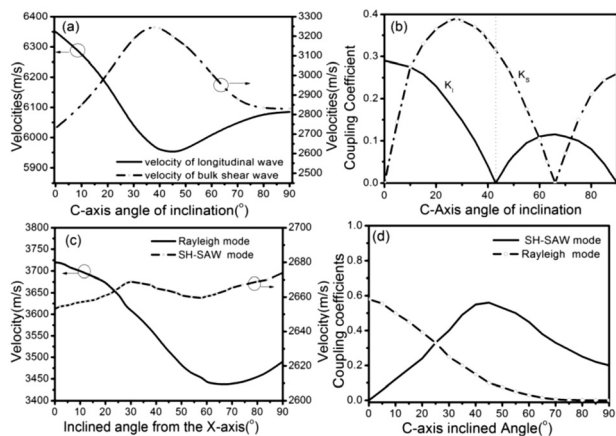 (a)
Velocities(m/s)
6400
6300
6200
6100
6000
5900
3300
3200
3100
3000
2900
2800
2700
2600
2500
Velocities(m/s)
velocity of longitudinal wave
velocity of bulk shear wave
0 10 20 30 40 50 60 70 80 90
C-axis angle of inclination(°)
(b)
Coupling Coefficient
0.4
0.3
0.2
0.1
0.0
K
K
0 20 40 60 80
C-Axis angle of inclination
(c)
Velocity(m/s)
3800
3750
3700
3650
3600
3550
3500
3450
3400
Rayleigh mode
SH-SAW mode
2700
2680
2660
2640
2620
2600
Velocity(m/s)
0 10 20 30 40 50 60 70 80 90
Inclined angle from the X-axis(°)
(d)
Coupling coefficients
1.0
0.8
0.6
0.4
0.2
0.0
SH-SAW mode
Rayleigh mode
0 10 20 30 40 50 60 70 80 90
C-axis inclined Angle(°)